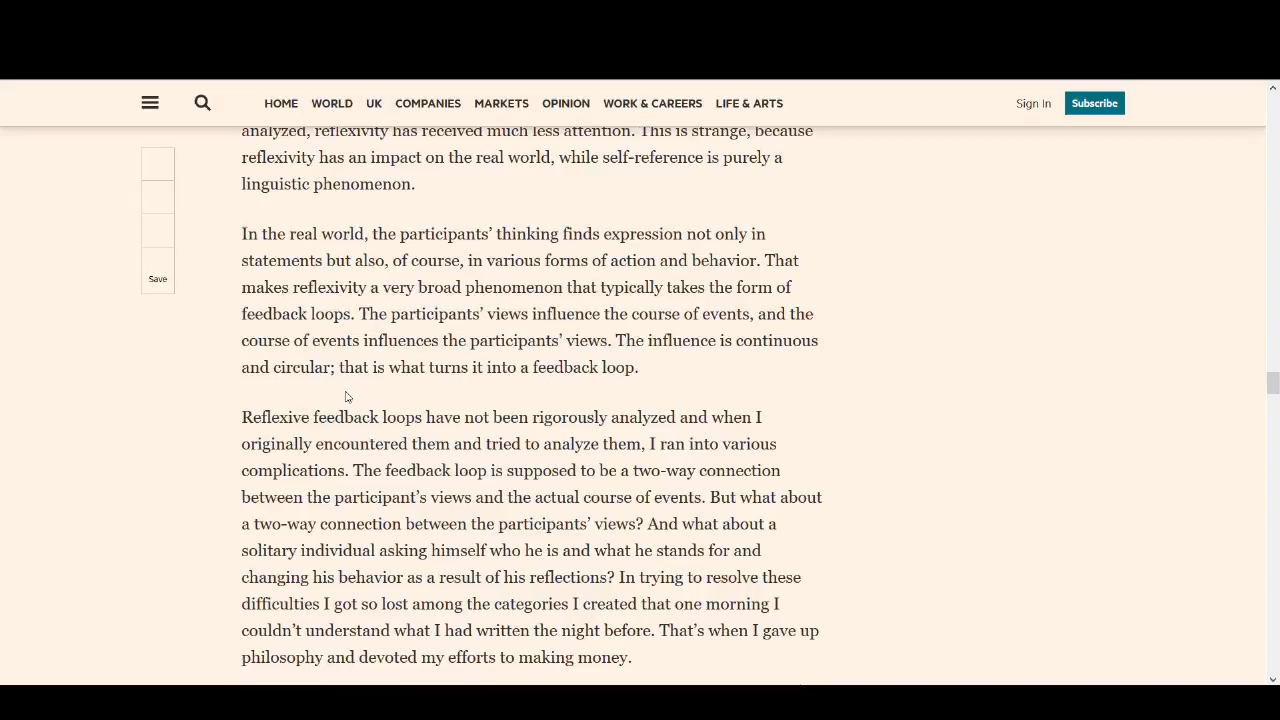 HOME WORLD UK COMPANIES MARKETS OPINION WORK & CAREERS LIFE & ARTS Sign In Subscribe
analyzed, reflexivity has received much less attention. This is strange, because
reflexivity has an impact on the real world, while self-reference is purely a
linguistic phenomenon.
Save
In the real world, the participants’ thinking finds expression not only in
statements but also, of course, in various forms of action and behavior. That
makes reflexivity a very broad phenomenon that typically takes the form of
feedback loops. The participants’ views influence the course of events, and the
course of events influences the participants’ views. The influence is continuous
and circular; that is what turns it into a feedback loop.
Reflexive feedback loops have not been rigorously analyzed and when I
originally encountered them and tried to analyze them, I ran into various
complications. The feedback loop is supposed to be a two-way connection
between the participant’s views and the actual course of events. But what about
a two-way connection between the participants’ views? And what about a
solitary individual asking himself who he is and what he stands for and
changing his behavior as a result of his reflections? In trying to resolve these
difficulties I got so lost among the categories I created that one morning I
couldn’t understand what I had written the night before. That’s when I gave up
philosophy and devoted my efforts to making money.